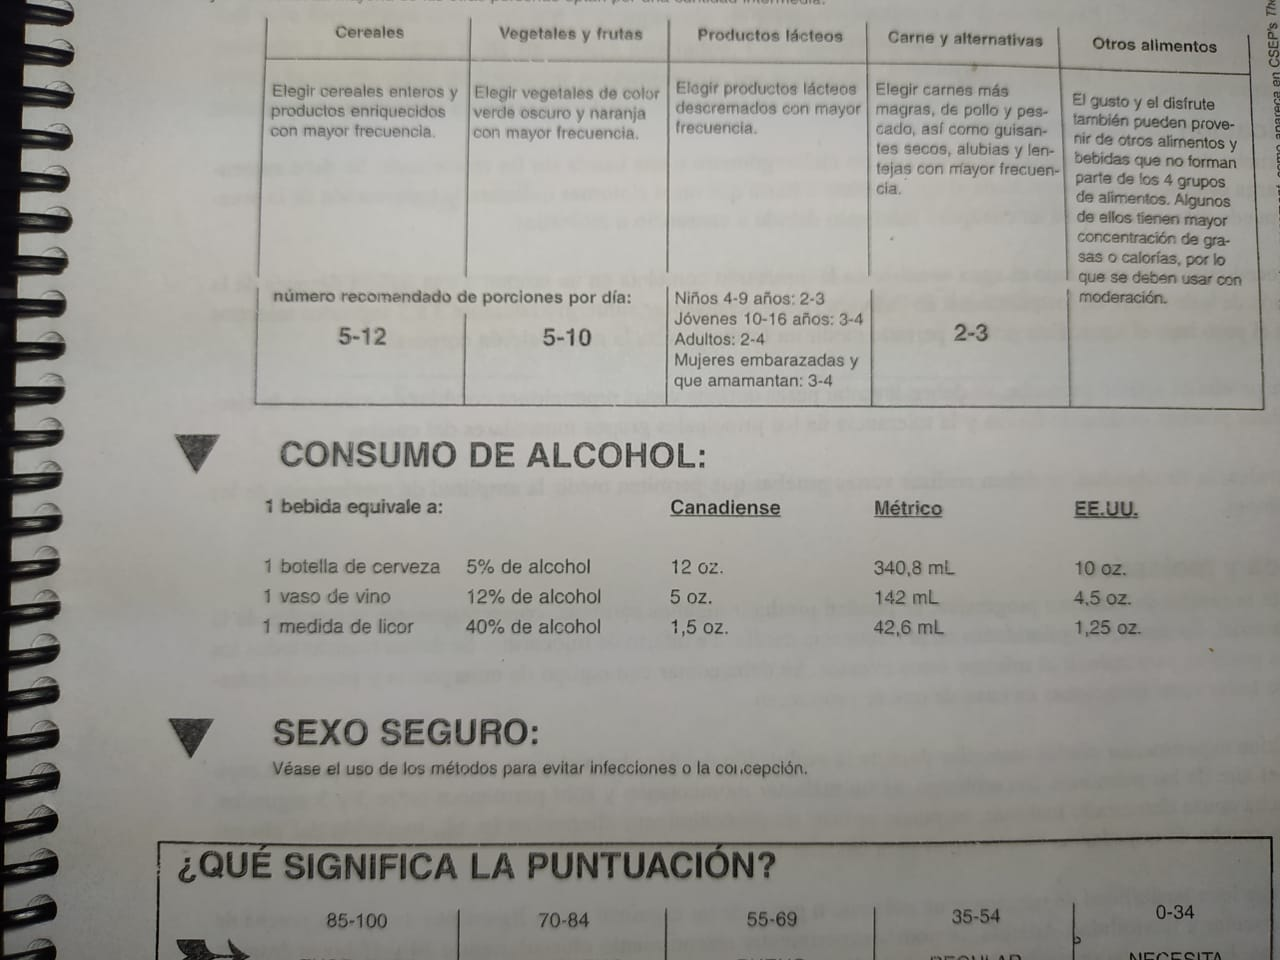 Cereales
Vegetales y frutas
Productos lácteos
Carne y alternativas
Otros alimentos
Elegir cereales enteros y
productos enriquecidos
con mayor frecuencia.
Elegir vegetales de color
verde oscuro y naranja
con mayor frecuencia.
Elegir productos lácteos
descremados con mayor
frecuencia.
Elegir carnes más
magras, de pollo y pes-
cado, así como guisan-
tes secos, alubias y len-
tejas con mayor frecuen-
cia.
El gusto y el disfrute
también pueden prove-
nir de otros alimentos y
bebidas que no forman
parte de los 4 grupos
de alimentos. Algunos
de ellos tienen mayor
concentración de gra-
sas o calorías, por lo
que se deben usar con
moderación.
número recomendado de porciones por día:
5-12
5-10
Niños 4-9 años: 2-3
Jóvenes 10-16 años: 3-4
Adultos: 2-4
Mujeres embarazadas y
que amamantan: 3-4
2-3
CONSUMO DE ALCOHOL:
1 bebida equivale a: Canadiense Métrico EE.UU.
1 botella de cerveza 5% de alcohol 12 oz. 340,8 mL 10 oz.
1 vaso de vino 12% de alcohol 5 oz. 142 mL 4,5 oz.
1 medida de licor 40% de alcohol 1,5 oz. 42,6 mL 1,25 oz.
SEXO SEGURO:
Véase el uso de los métodos para evitar infecciones o la concepción.
¿QUÉ SIGNIFICA LA PUNTUACIÓN?
85-100 70-84 55-69 35-54 0-34
NECESITA
en CSEP's The